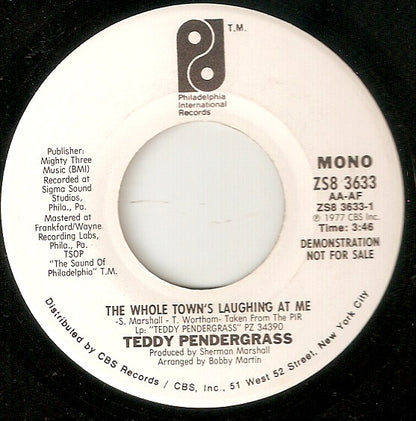 T.M.
Philadelphia
International
Records
Publisher:
Mighty Three
Music (BMI)
Recorded at
Sigma Sound
Studios,
Phila., Pa.
Mastered at
Frankford/Wayne
Recording Labs,
Phila., Pa.
TSOP
"The Sound Of
Philadelphia" T.M.
MONO
ZS8 3633
AA-AF
ZS8 3633-1
℗ 1977 CBS Inc.
Time: 3:46
DEMONSTRATION
NOT FOR SALE
THE WHOLE TOWN'S LAUGHING AT ME
-S. Marshall - T. Wortham- Taken From The PIR
Lp: "TEDDY PENDERGRASS" PZ 34390
TEDDY PENDERGRASS
Produced by Sherman Marshall
Arranged by Bobby Martin
Distributed by CBS Records / CBS, Inc., 51 West 52 Street, New York City